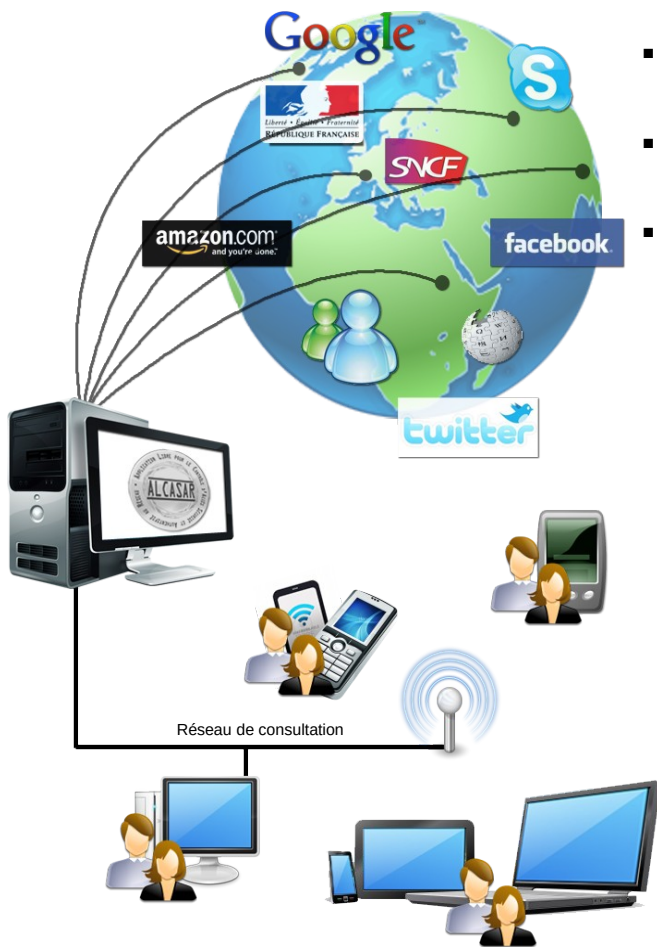 Google
Liberté • Égalité • Fraternité
RÉPUBLIQUE FRANÇAISE
S
SNCF
amazon.com
and you're done.
facebook
twitter
ALCASAR
Réseau de consultation